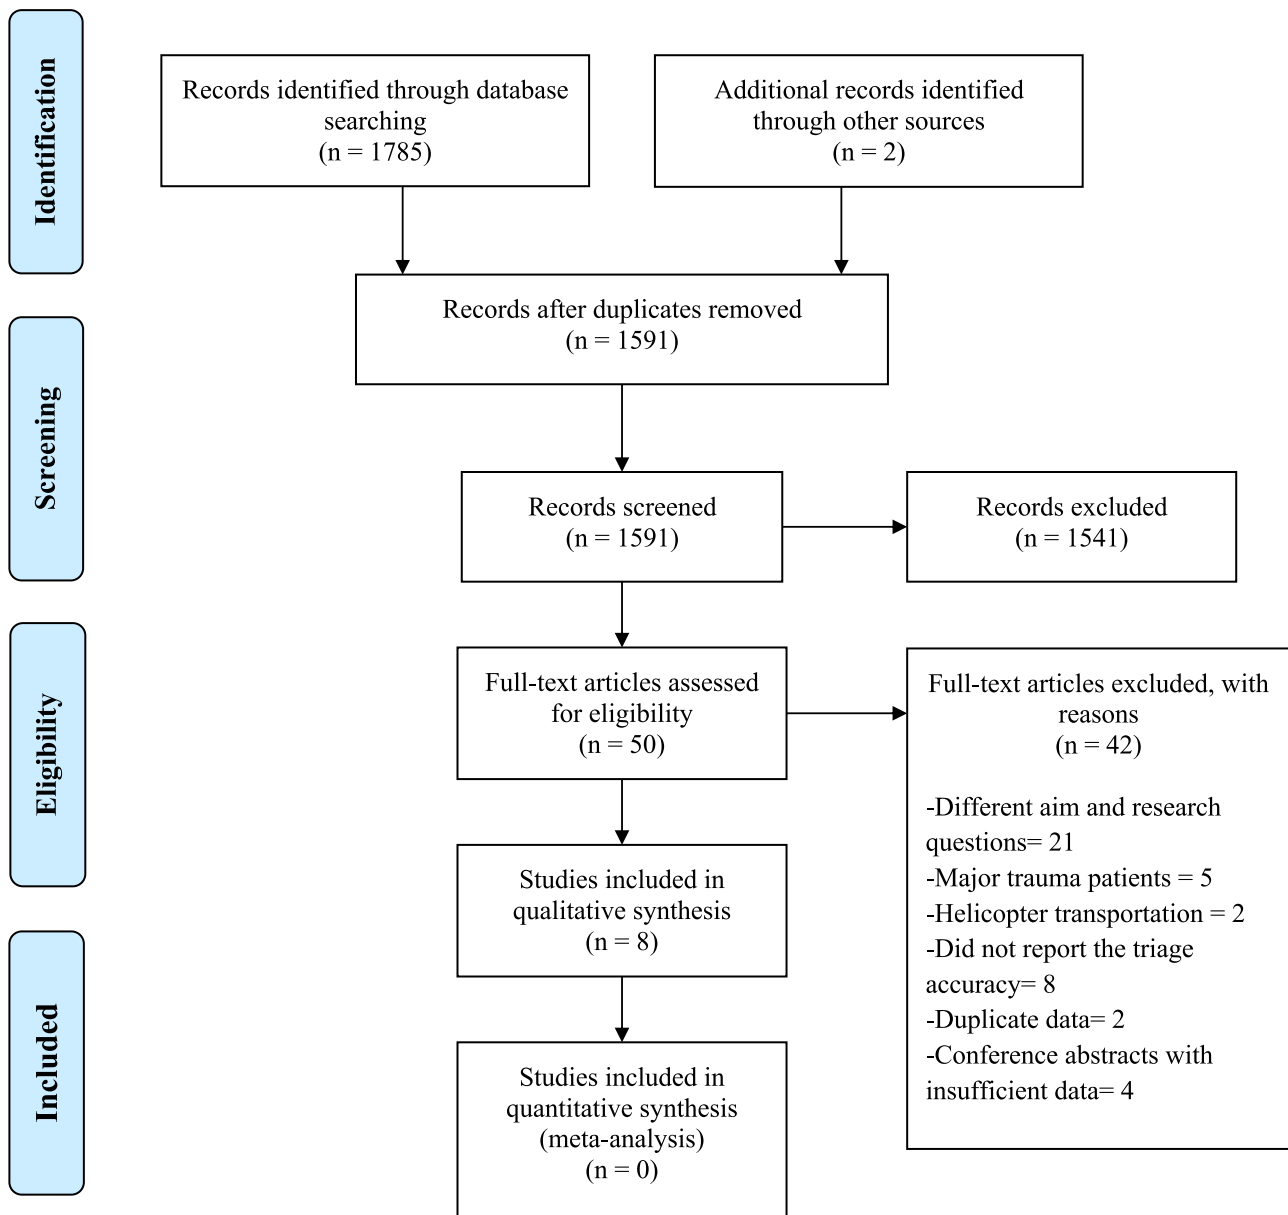 Identification
Records identified through database
searching
(n = 1785)
Additional records identified
through other sources
(n = 2)
Records after duplicates removed
(n = 1591)
Screening
Records screened
(n = 1591)
Records excluded
(n = 1541)
Eligibility
Full-text articles assessed
for eligibility
(n = 50)
Full-text articles excluded, with
reasons
(n = 42)
-Different aim and research
questions= 21
-Major trauma patients = 5
-Helicopter transportation = 2
-Did not report the triage
accuracy= 8
-Duplicate data= 2
-Conference abstracts with
insufficient data= 4
Studies included in
qualitative synthesis
(n = 8)
Included
Studies included in
quantitative synthesis
(meta-analysis)
(n = 0)